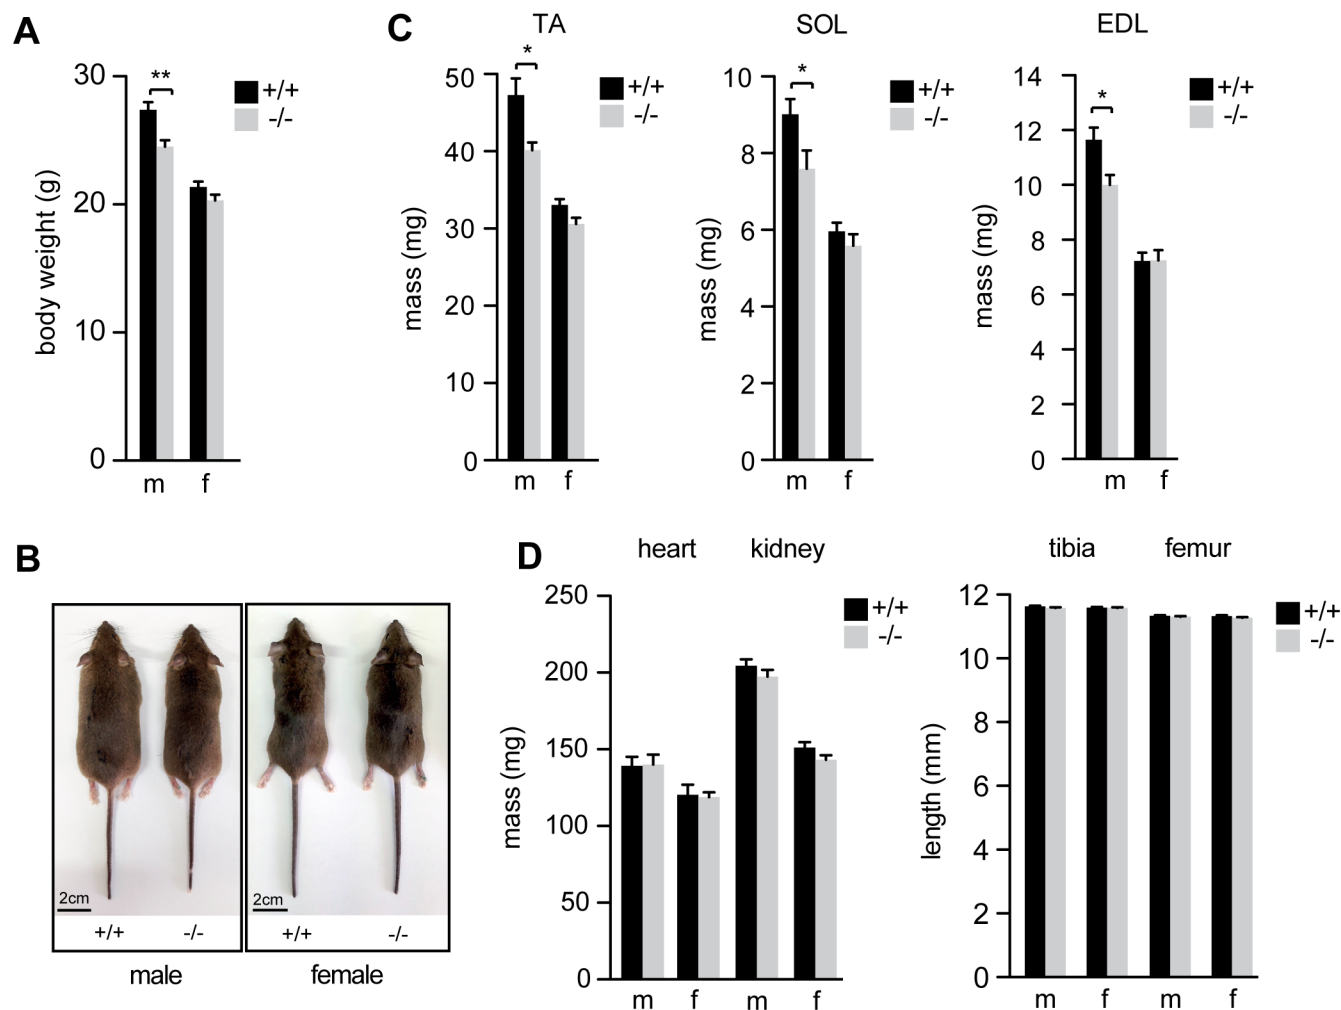 A
30
20
10
0
body weight (g)
**
+/+
-/-
m f
C
TA
50
40
30
20
10
0
mass (mg)
*
+/+
-/-
m f
SOL
10
8
6
4
2
0
mass (mg)
*
+/+
-/-
m f
EDL
14
12
10
8
6
4
2
0
mass (mg)
*
+/+
-/-
m f
B
2cm
+/+ -/-
male
2cm
+/+ -/-
female
D
heart kidney
250
200
150
100
50
0
mass (mg)
+/+
-/-
m f m f
tibia femur
12
10
8
6
4
2
0
length (mm)
+/+
-/-
m f m f